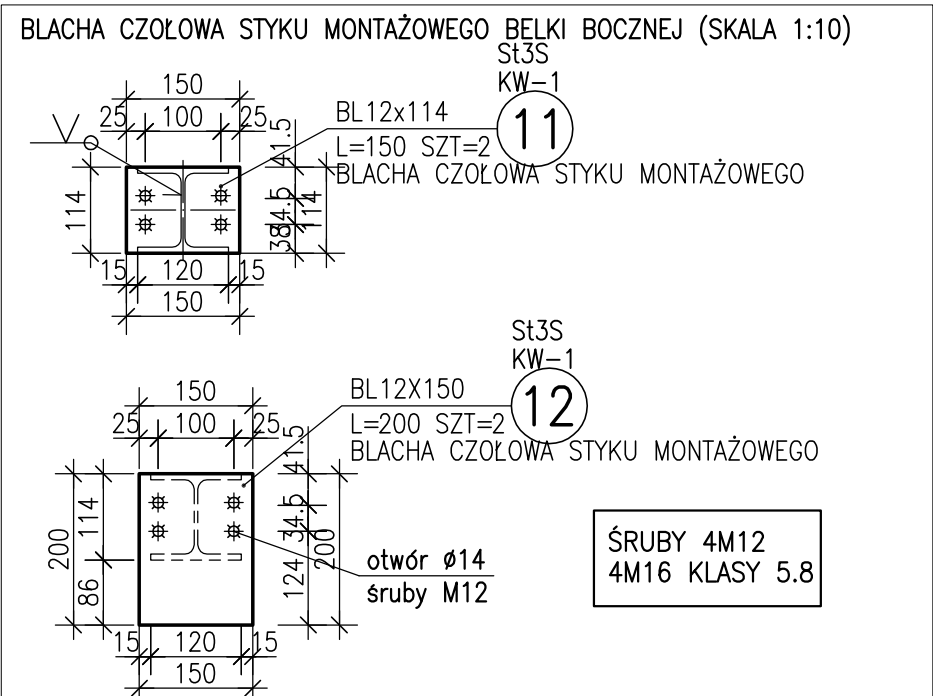 BLACHA CZOŁOWA STYKU MONTAŻOWEGO BELKI BOCZNEJ (SKALA 1:10)
St3S
KW-1
11
150
25 100 25
BL12x114
L=150 SZT=2
BLACHA CZOŁOWA STYKU MONTAŻOWEGO
41.5
34.5
38
114
114
15 120 15
150
St3S
KW-1
12
150
25 100 25
BL12X150
L=200 SZT=2
BLACHA CZOŁOWA STYKU MONTAŻOWEGO
41.5
34.5
124
200
200
114
86
otwór ø14
śruby M12
ŚRUBY 4M12
4M16 KLASY 5.8
15 120 15
150